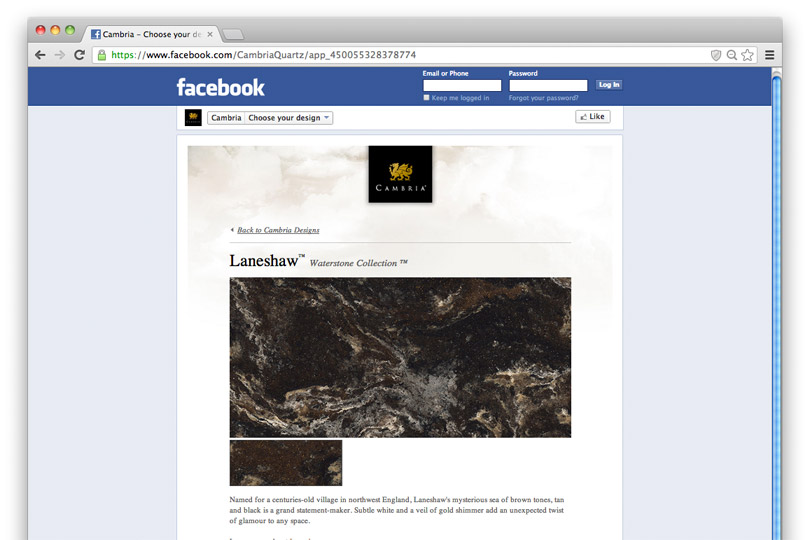 Cambria – Choose your de
https://www.facebook.com/CambriaQuartz/app_450055328378774
facebook
Email or Phone
Password
Log In
Keep me logged in
Forgot your password?
Cambria
Choose your design
Like
CAMBRIA®
Back to Cambria Designs
Laneshaw™ Waterstone Collection ™
Named for a centuries-old village in northwest England, Laneshaw's mysterious sea of brown tones, tan
and black is a grand statement-maker. Subtle white and a veil of gold shimmer add an unexpected twist
of glamour to any space.